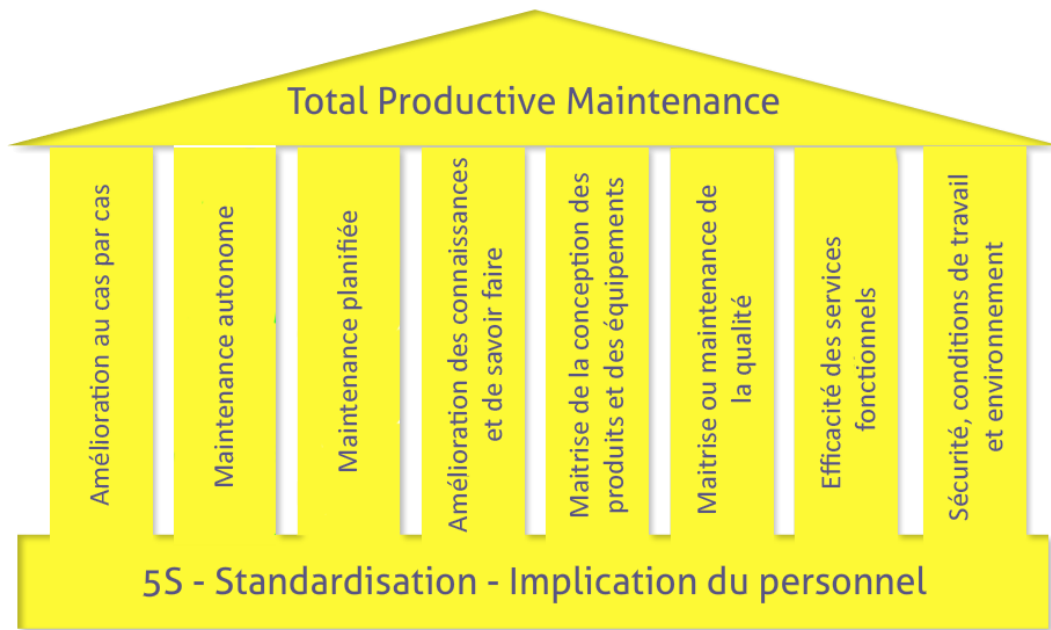 Total Productive Maintenance
Amélioration au cas par cas
Maintenance autonome
Maintenance planifiée
Amélioration des connaissances
et de savoir faire
Maitrise de la conception des
produits et des équipements
Maitrise ou maintenance de
la qualité
Efficacité des services
fonctionnels
Sécurité, conditions de travail
et environnement
5S - Standardisation - Implication du personnel